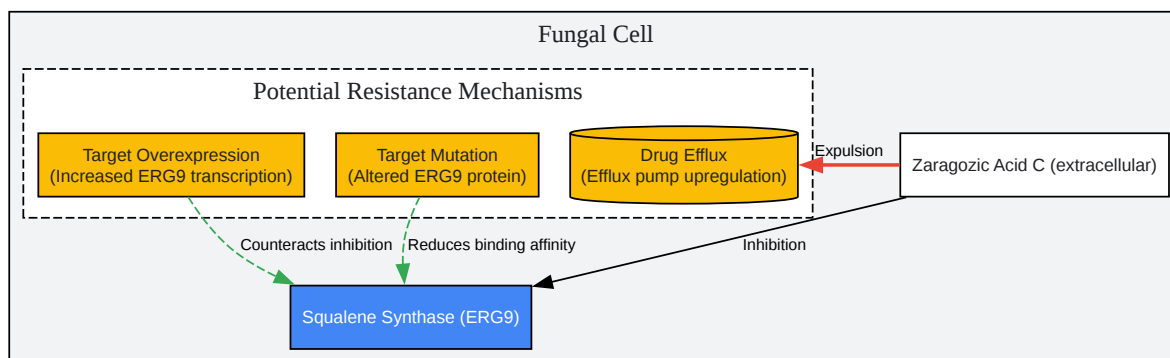 Fungal Cell
Potential Resistance Mechanisms
Target Overexpression
(Increased ERG9 transcription)
Target Mutation
(Altered ERG9 protein)
Drug Efflux
(Efflux pump upregulation)
Expulsion
Zaragozic Acid C (extracellular)
Counteracts inhibition
Reduces binding affinity
Inhibition
Squalene Synthase (ERG9)